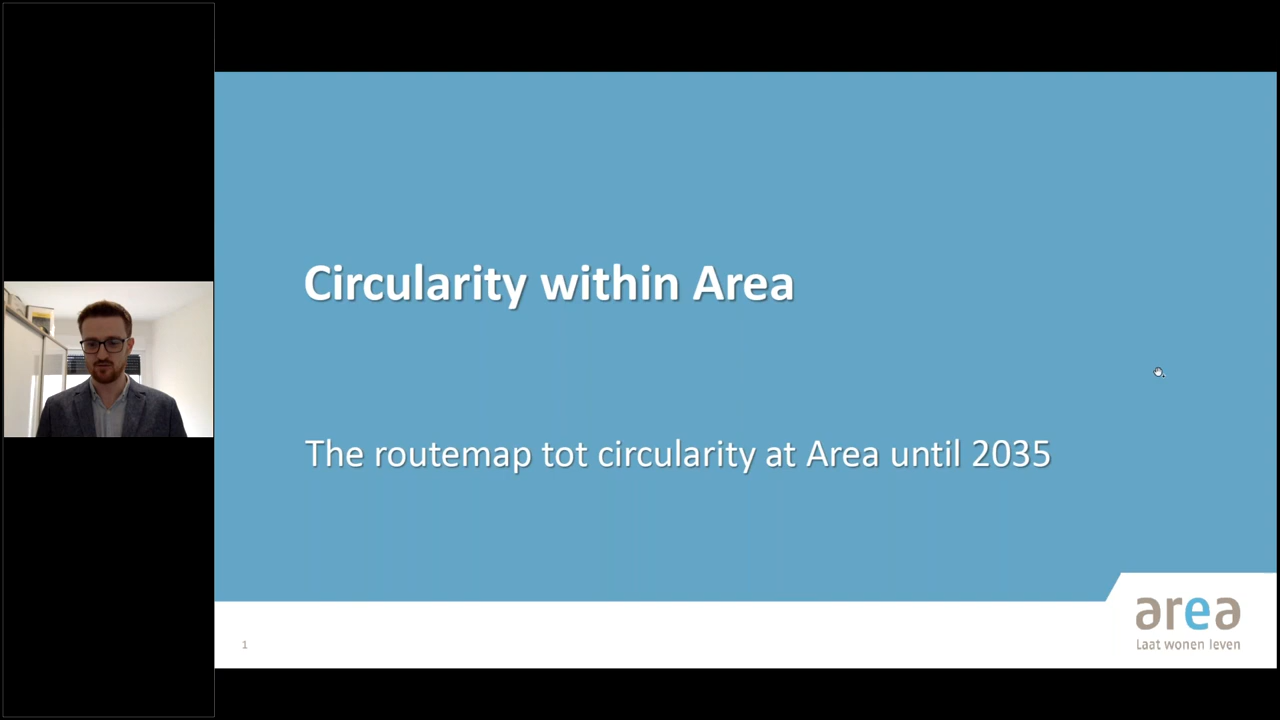 Circularity within Area
The routemap tot circularity at Area until 2035
1
area
Laat wonen leven